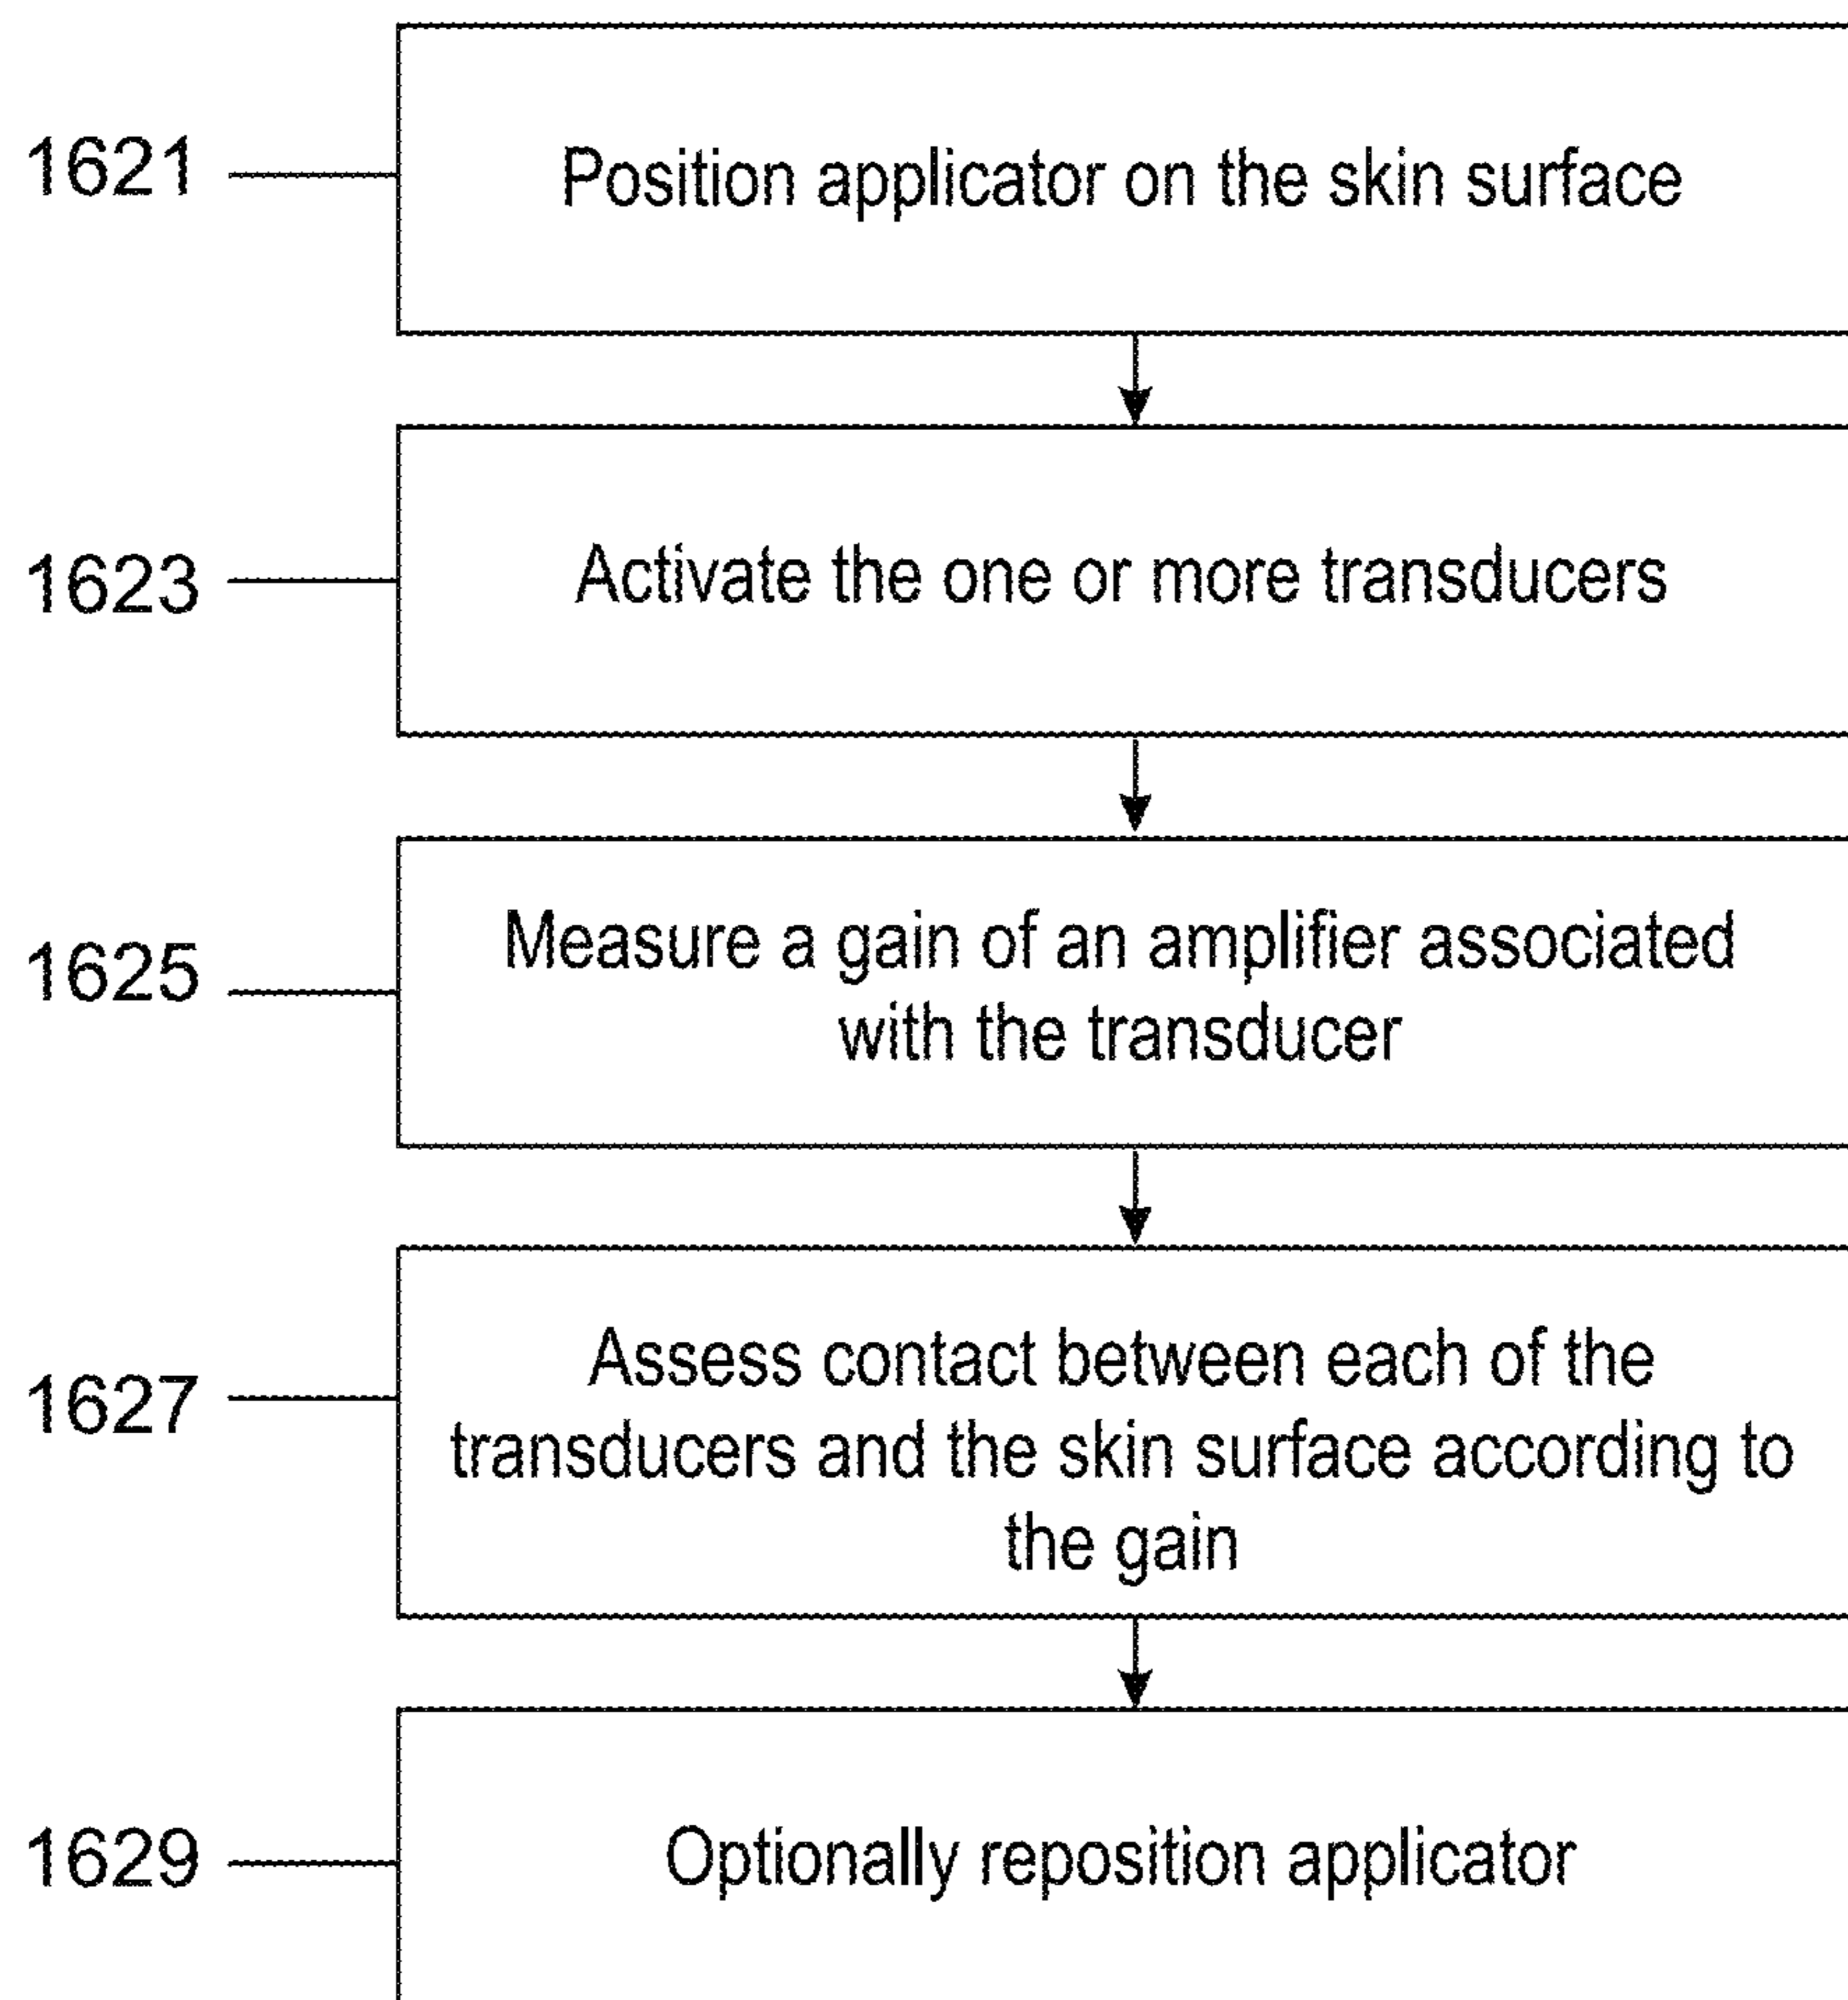 1621
Position applicator on the skin surface
1623
Activate the one or more transducers
1625
Measure a gain of an amplifier associated
with the transducer
1627
Assess contact between each of the
transducers and the skin surface according to
the gain
1629
Optionally reposition applicator